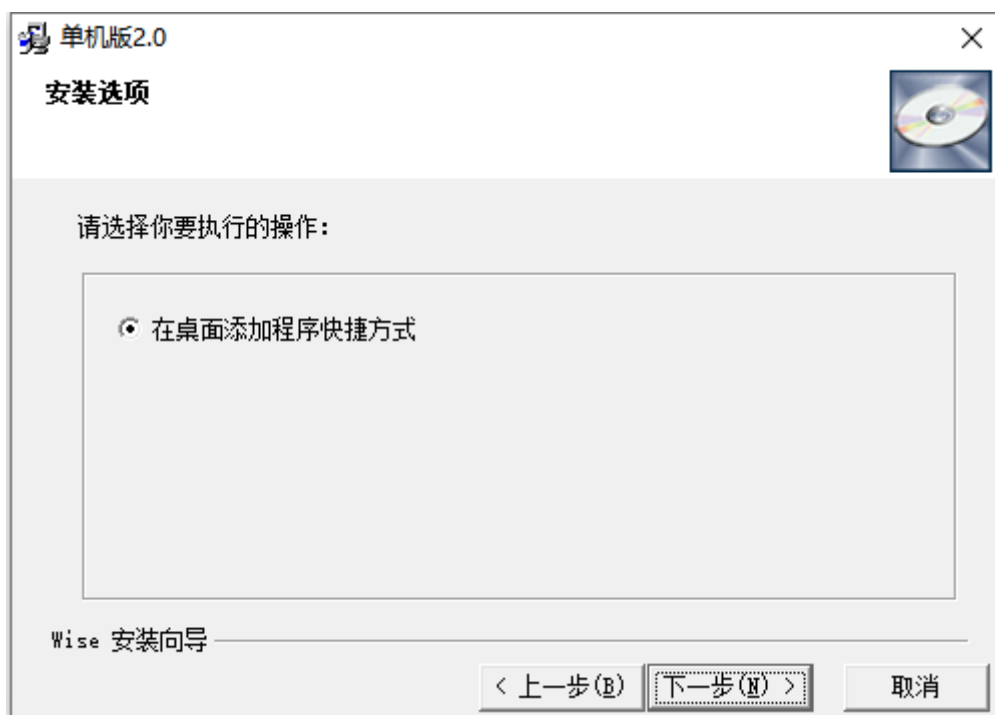 单机版2.0
安装选项
请选择你要执行的操作:
在桌面添加程序快捷方式
Wise 安装向导
< 上一步(B) 下一步(N) > 取消